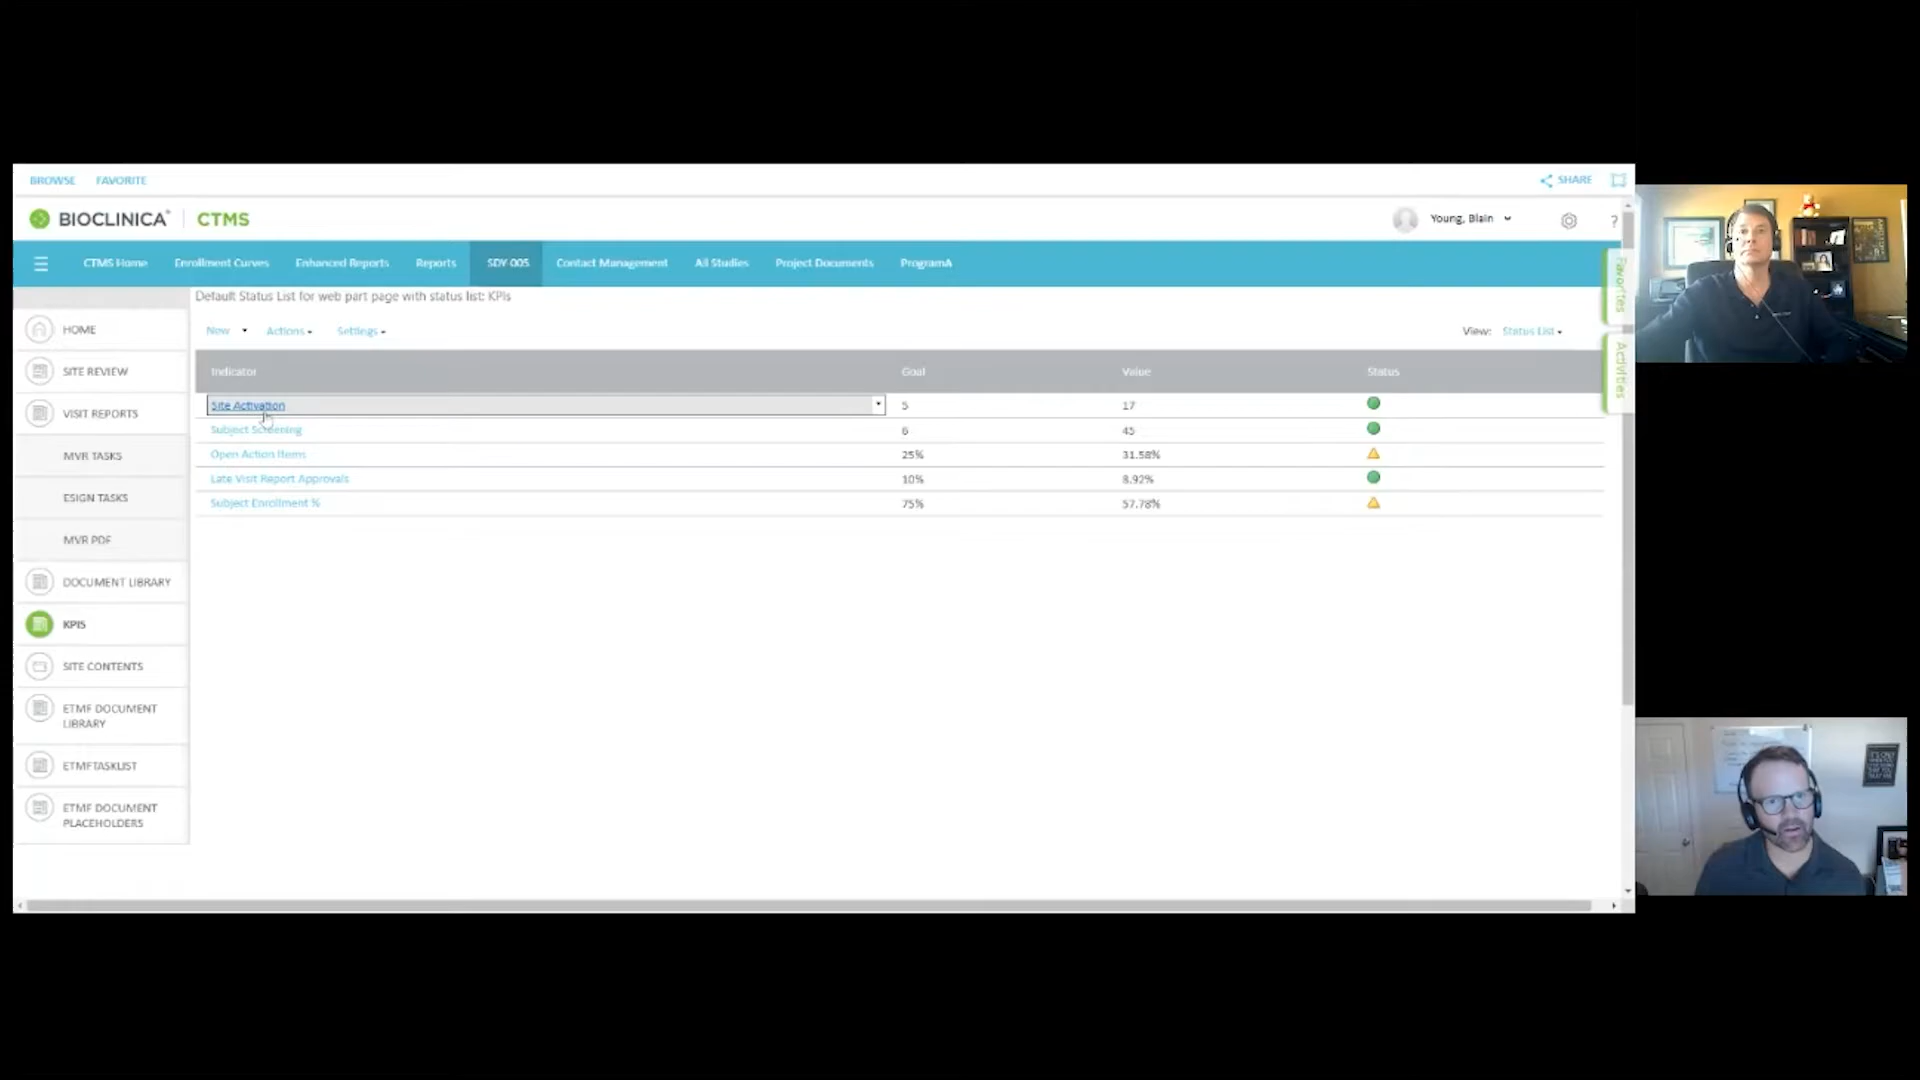 BROWSE FAVORITE SHARE
BIOCLINICA® CTMS Young, Blain ?
CTMS Home Enrollment Curves Enhanced Reports Reports SDY 005 Contact Management All Studies Project Documents ProgramA
Favorites
Activities
HOME
SITE REVIEW
VISIT REPORTS
MVR TASKS
ESIGN TASKS
MVR PDF
DOCUMENT LIBRARY
KPIS
SITE CONTENTS
ETMF DOCUMENT
LIBRARY
ETMFTASKLIST
ETMF DOCUMENT
PLACEHOLDERS
Default Status List for web part page with status list: KPIs
New Actions Settings View: Status List
Indicator Goal Value Status
Site Activation 5 17
Subject Screening 6 45
Open Action Items 25% 31.58%
Late Visit Report Approvals 10% 8.92%
Subject Enrollment % 75% 57.78%